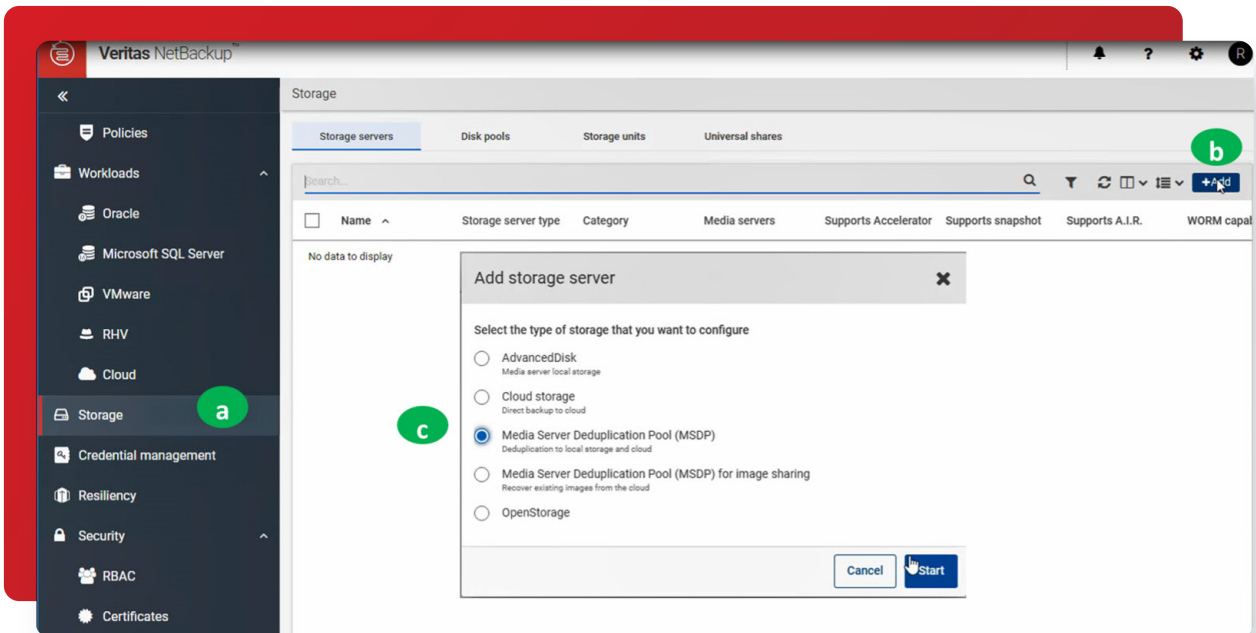 Veritas NetBackup™
?
R
«
Storage
Policies
Storage servers
Disk pools
Storage units
Universal shares
b
Workloads
Search...
+Add
Oracle
Name
Storage server type
Category
Media servers
Supports Accelerator
Supports snapshot
Supports A.I.R.
WORM capal
Microsoft SQL Server
No data to display
Add storage server
VMware
Select the type of storage that you want to configure
RHV
AdvancedDisk
Media server local storage
Cloud
Cloud storage
Direct backup to cloud
Storage
a
c
Media Server Deduplication Pool (MSDP)
Deduplication to local storage and cloud
Credential management
Media Server Deduplication Pool (MSDP) for image sharing
Recover existing images from the cloud
Resiliency
OpenStorage
Security
Cancel
Start
RBAC
Certificates